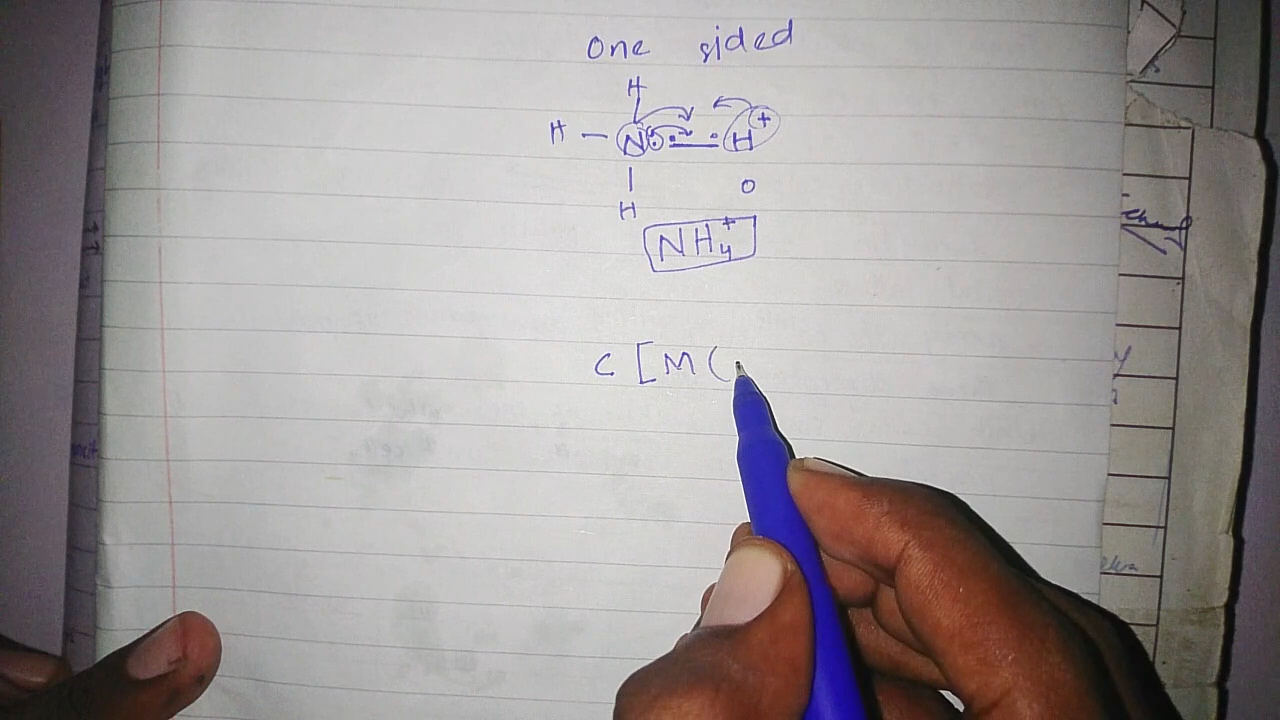 One sided
H
H — N — H +
|
H
o
NH4+
C [M (